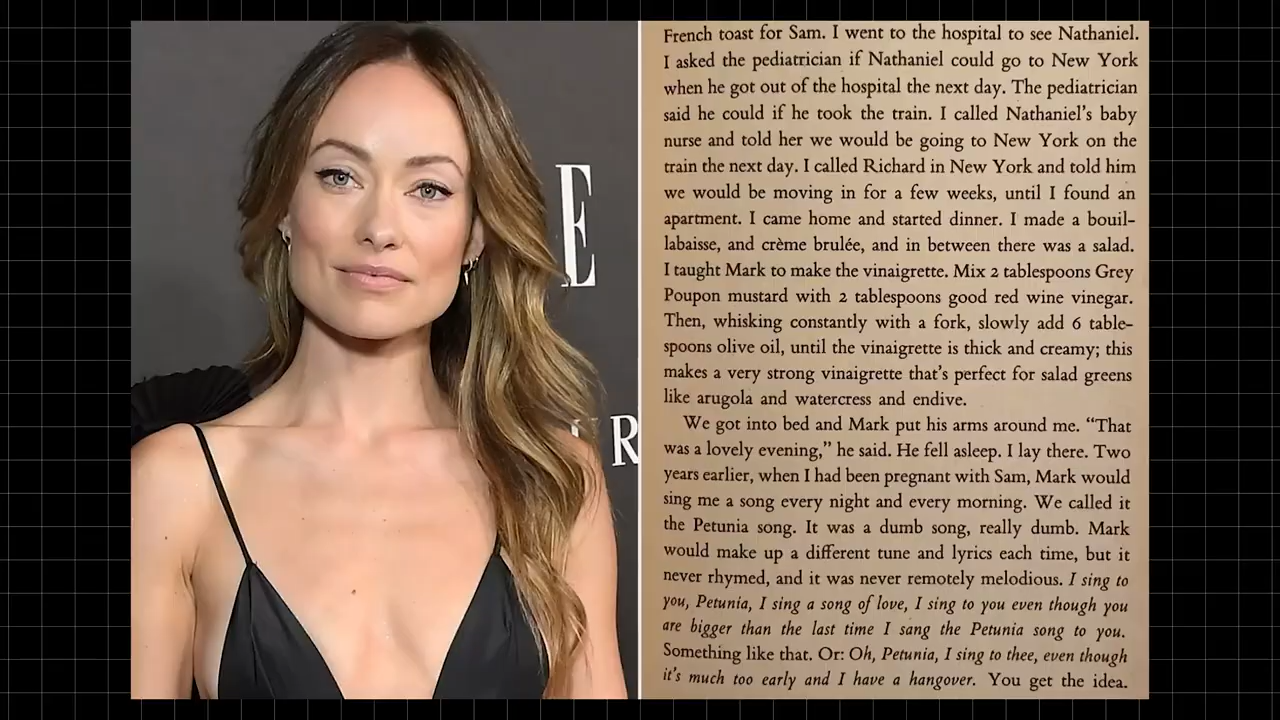 E
R
French toast for Sam. I went to the hospital to see Nathaniel.
I asked the pediatrician if Nathaniel could go to New York
when he got out of the hospital the next day. The pediatrician
said he could if he took the train. I called Nathaniel's baby
nurse and told her we would be going to New York on the
train the next day. I called Richard in New York and told him
we would be moving in for a few weeks, until I found an
apartment. I came home and started dinner. I made a bouil-
labaisse, and crème brulée, and in between there was a salad.
I taught Mark to make the vinaigrette. Mix 2 tablespoons Grey
Poupon mustard with 2 tablespoons good red wine vinegar.
Then, whisking constantly with a fork, slowly add 6 table-
spoons olive oil, until the vinaigrette is thick and creamy; this
makes a very strong vinaigrette that's perfect for salad greens
like arugola and watercress and endive.
We got into bed and Mark put his arms around me. “That
was a lovely evening,” he said. He fell asleep. I lay there. Two
years earlier, when I had been pregnant with Sam, Mark would
sing me a song every night and every morning. We called it
the Petunia song. It was a dumb song, really dumb. Mark
would make up a different tune and lyrics each time, but it
never rhymed, and it was never remotely melodious. I sing to
you, Petunia, I sing a song of love, I sing to you even though you
are bigger than the last time I sang the Petunia song to you.
Something like that. Or: Oh, Petunia, I sing to thee, even though
it's much too early and I have a hangover. You get the idea.